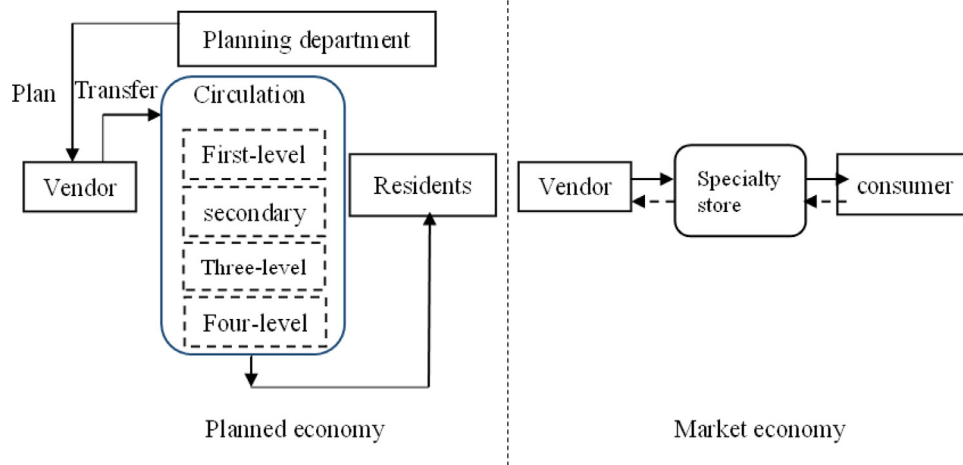 Planning department
Plan
Transfer
Circulation
First-level
secondary
Three-level
Four-level
Vendor
Residents
Planned economy
Vendor
Specialty
store
consumer
Market economy